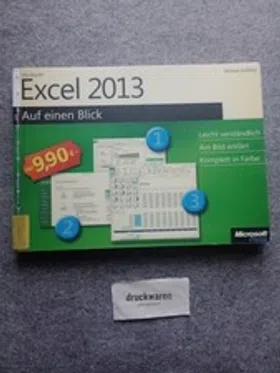 Excel 2013
Auf einen Blick
Leicht verständlich
Am Bild erklärt
Komplett in Farbe
9,90 €
1
2
3
Microsoft
druckwaren